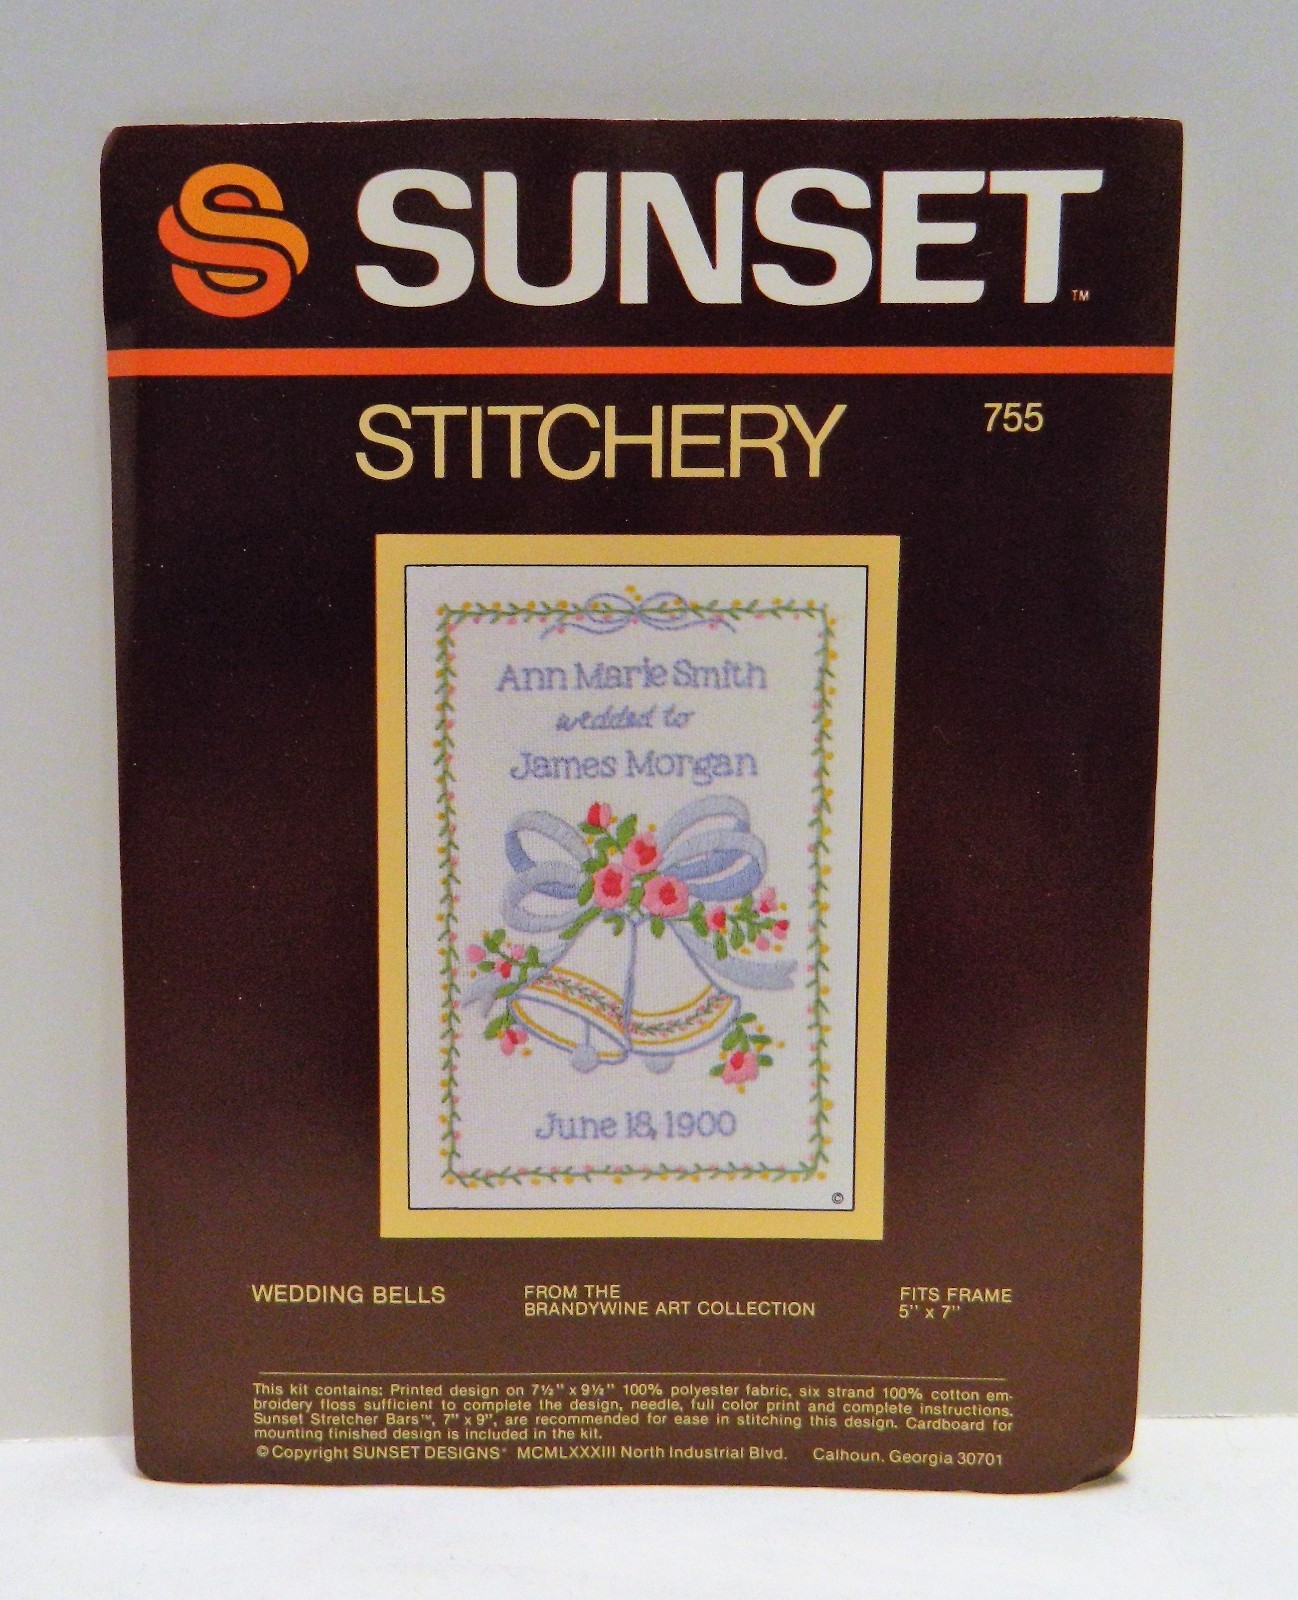 SUNSET™
STITCHERY
755
Ann Marie Smith
wedded to
James Morgan
June 18, 1900
©
WEDDING BELLS
FROM THE
BRANDYWINE ART COLLECTION
FITS FRAME
5" x 7"
This kit contains: Printed design on 7½" x 9½" 100% polyester fabric, six strand 100% cotton em-
broidery floss sufficient to complete the design, needle, full color print and complete instructions.
Sunset Stretcher Bars™, 7" x 9", are recommended for ease in stitching this design. Cardboard for
mounting finished design is included in the kit.
© Copyright SUNSET DESIGNS® MCMLXXXIII North Industrial Blvd. Calhoun, Georgia 30701